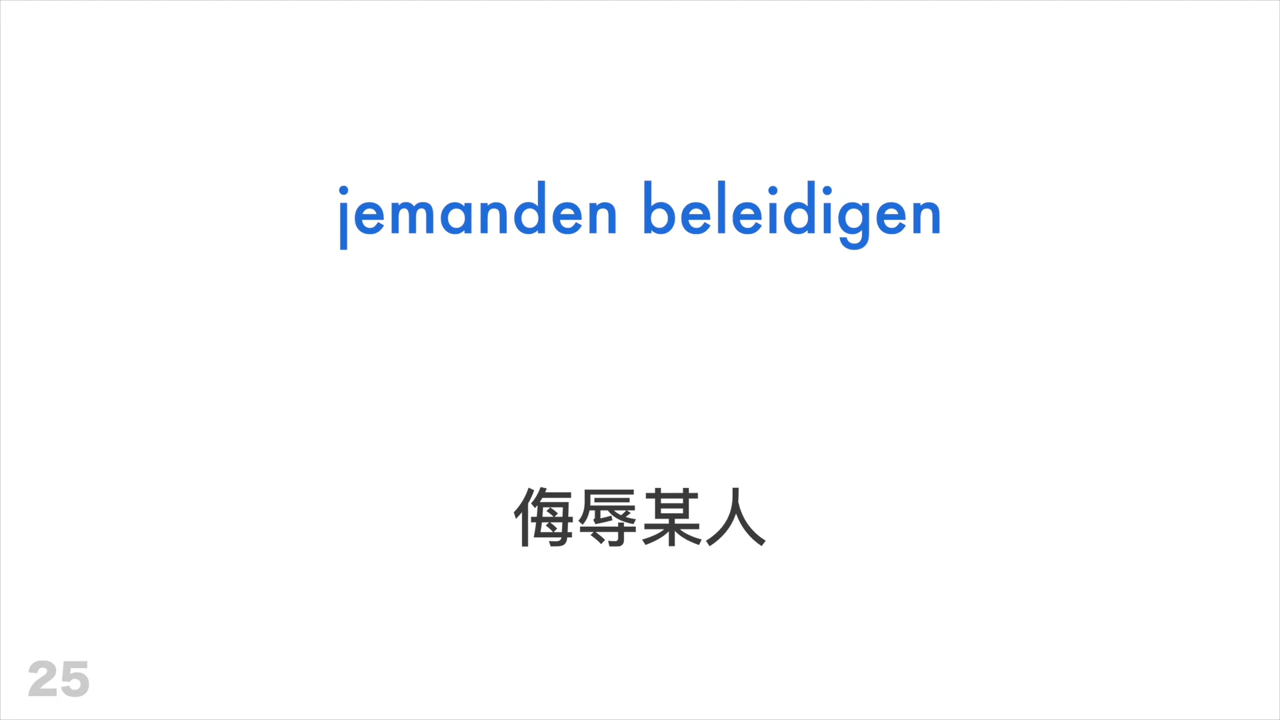 jemanden beleidigen
侮辱某人
25